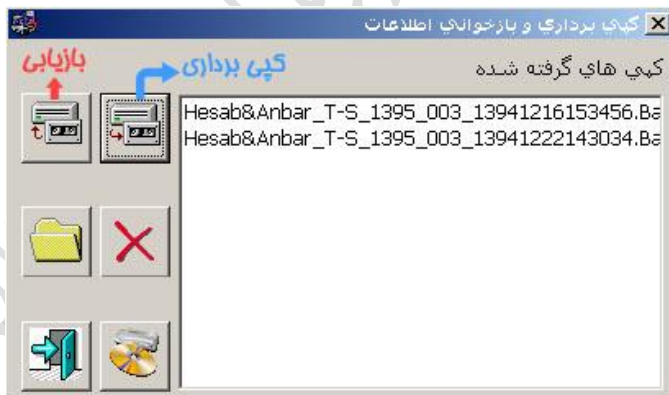 کپي برداري و بازخواني اطلاعات
کپي هاي گرفته شده
کپی برداری
بازیابی
Hesab&Anbar_T-S_1395_003_13941216153456.Ba
Hesab&Anbar_T-S_1395_003_13941222143034.Ba